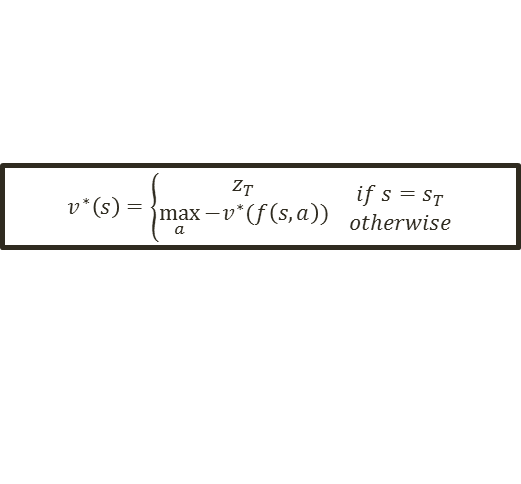 v*(s) = { z_T if s = s_T
max_a −v*(f(s, a)) otherwise